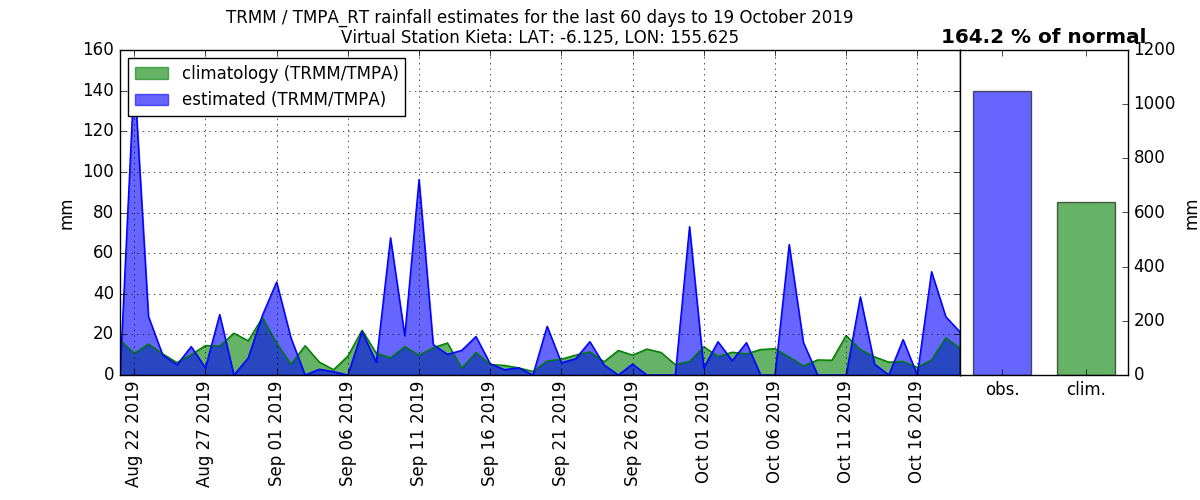 TRMM / TMPA_RT rainfall estimates for the last 60 days to 19 October 2019
Virtual Station Kieta: LAT: -6.125, LON: 155.625
164.2 % of normal
climatology (TRMM/TMPA)
estimated (TRMM/TMPA)
mm
160
140
120
100
80
60
40
20
0
Aug 22 2019
Aug 27 2019
Sep 01 2019
Sep 06 2019
Sep 11 2019
Sep 16 2019
Sep 21 2019
Sep 26 2019
Oct 01 2019
Oct 06 2019
Oct 11 2019
Oct 16 2019
obs.
clim.
1200
1000
800
600
400
200
0
mm